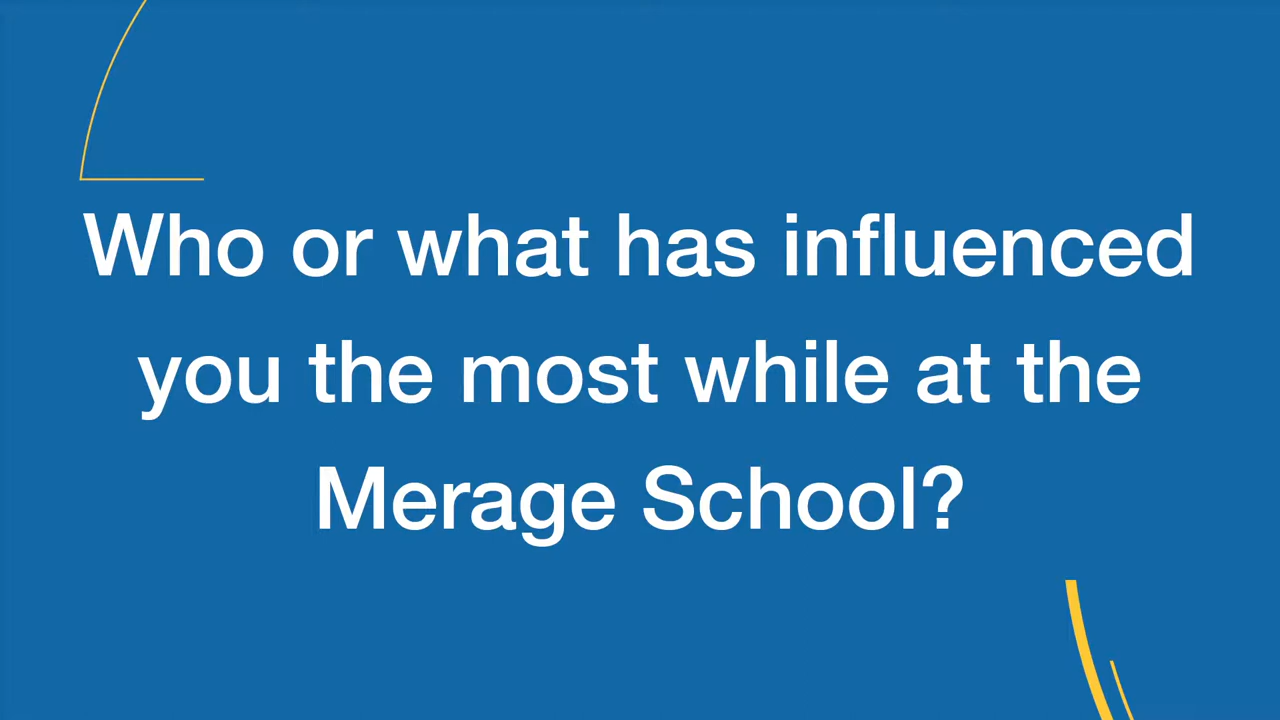 Who or what has influenced
you the most while at the
Merage School?